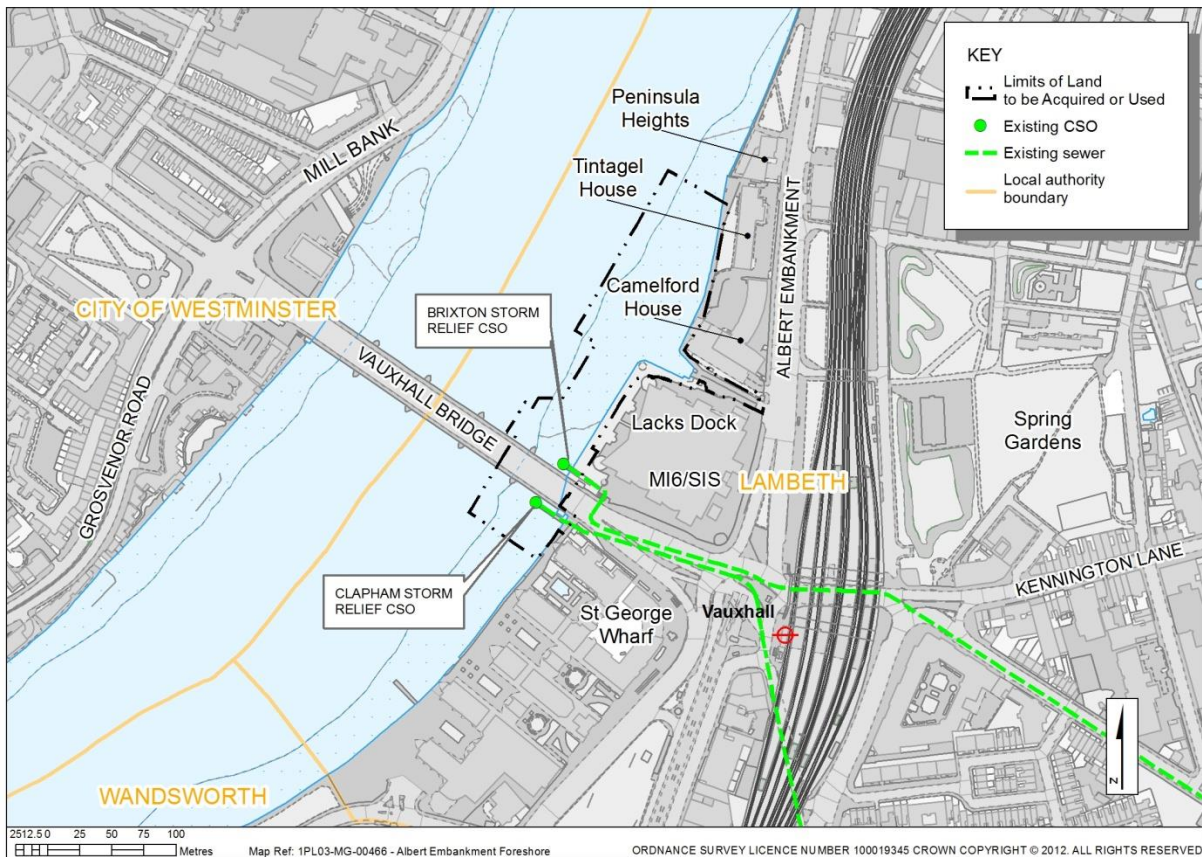 KEY
Limits of Land
to be Acquired or Used
Existing CSO
Existing sewer
Local authority
boundary
Peninsula
Heights
MILL BANK
Tintagel
House
ALBERT EMBANKMENT
Camelford
House
CITY OF WESTMINSTER
BRIXTON STORM
RELIEF CSO
VAUXHALL BRIDGE
GROSVENOR ROAD
Lacks Dock
Spring
Gardens
MI6/SIS
LAMBETH
CLAPHAM STORM
RELIEF CSO
KENNINGTON LANE
St George
Wharf
Vauxhall
WANDSWORTH
N
25 12.5 0 25 50 75 100
Metres
Map Ref: 1PL03-MG-00466 - Albert Embankment Foreshore
ORDNANCE SURVEY LICENCE NUMBER 100019345 CROWN COPYRIGHT © 2012. ALL RIGHTS RESERVED